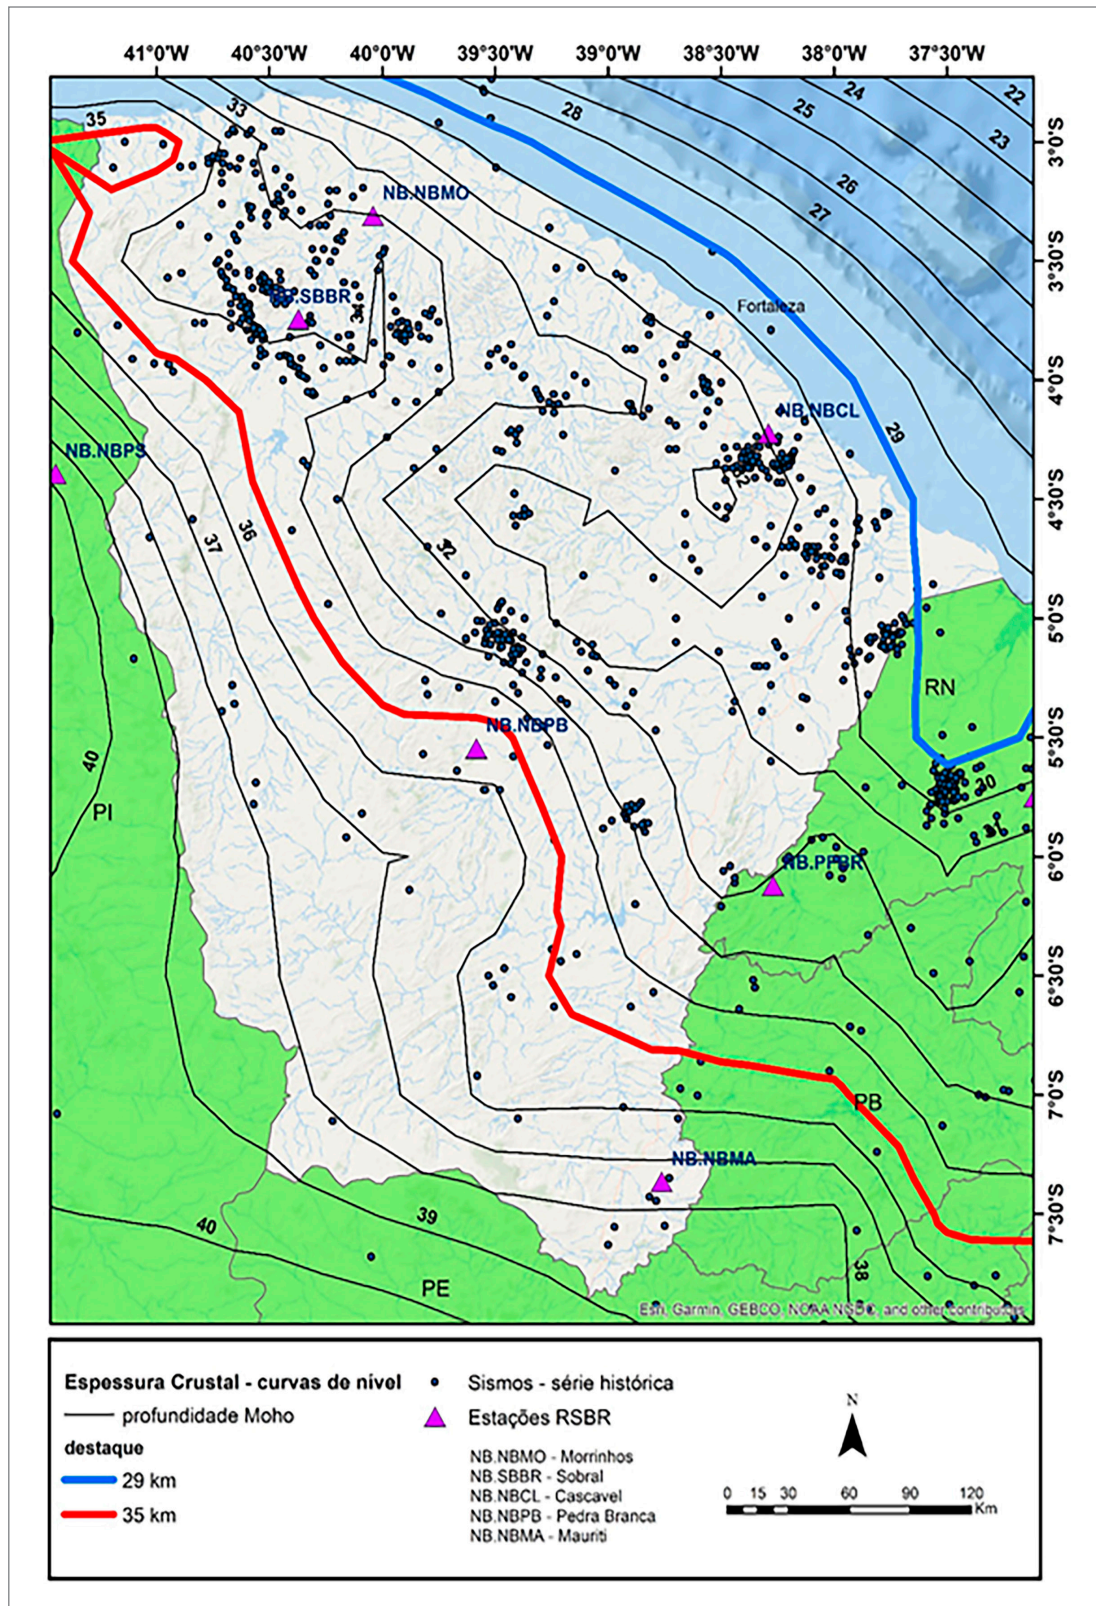 41°0'W 40°30'W 40°0'W 39°30'W 39°0'W 38°30'W 38°0'W 37°30'W
35
33
28
25
24
22
23
26
27
3°0'S
NB.NBMO
3°30'S
.SBBR
34
Fortaleza
4°0'S
NB.NBCL
29
NB.NBPS
4°30'S
36
37
32
5°0'S
RN
NB.NBPB
5°30'S
40
30
31
PI
NB.PFBR
6°0'S
6°30'S
7°0'S
PB
NB.NBMA
7°30'S
40
39
38
PE
Esri, Garmin, GEBCO, NOAA NGDC, and other contributors
Espessura Crustal - curvas de nível
profundidade Moho
destaque
29 km
35 km
Sismos - série histórica
Estações RSBR
NB.NBMO - Morrinhos
NB.SBBR - Sobral
NB.NBCL - Cascavel
NB.NBPB - Pedra Branca
NB.NBMA - Mauriti
N
0 15 30 60 90 120
Km